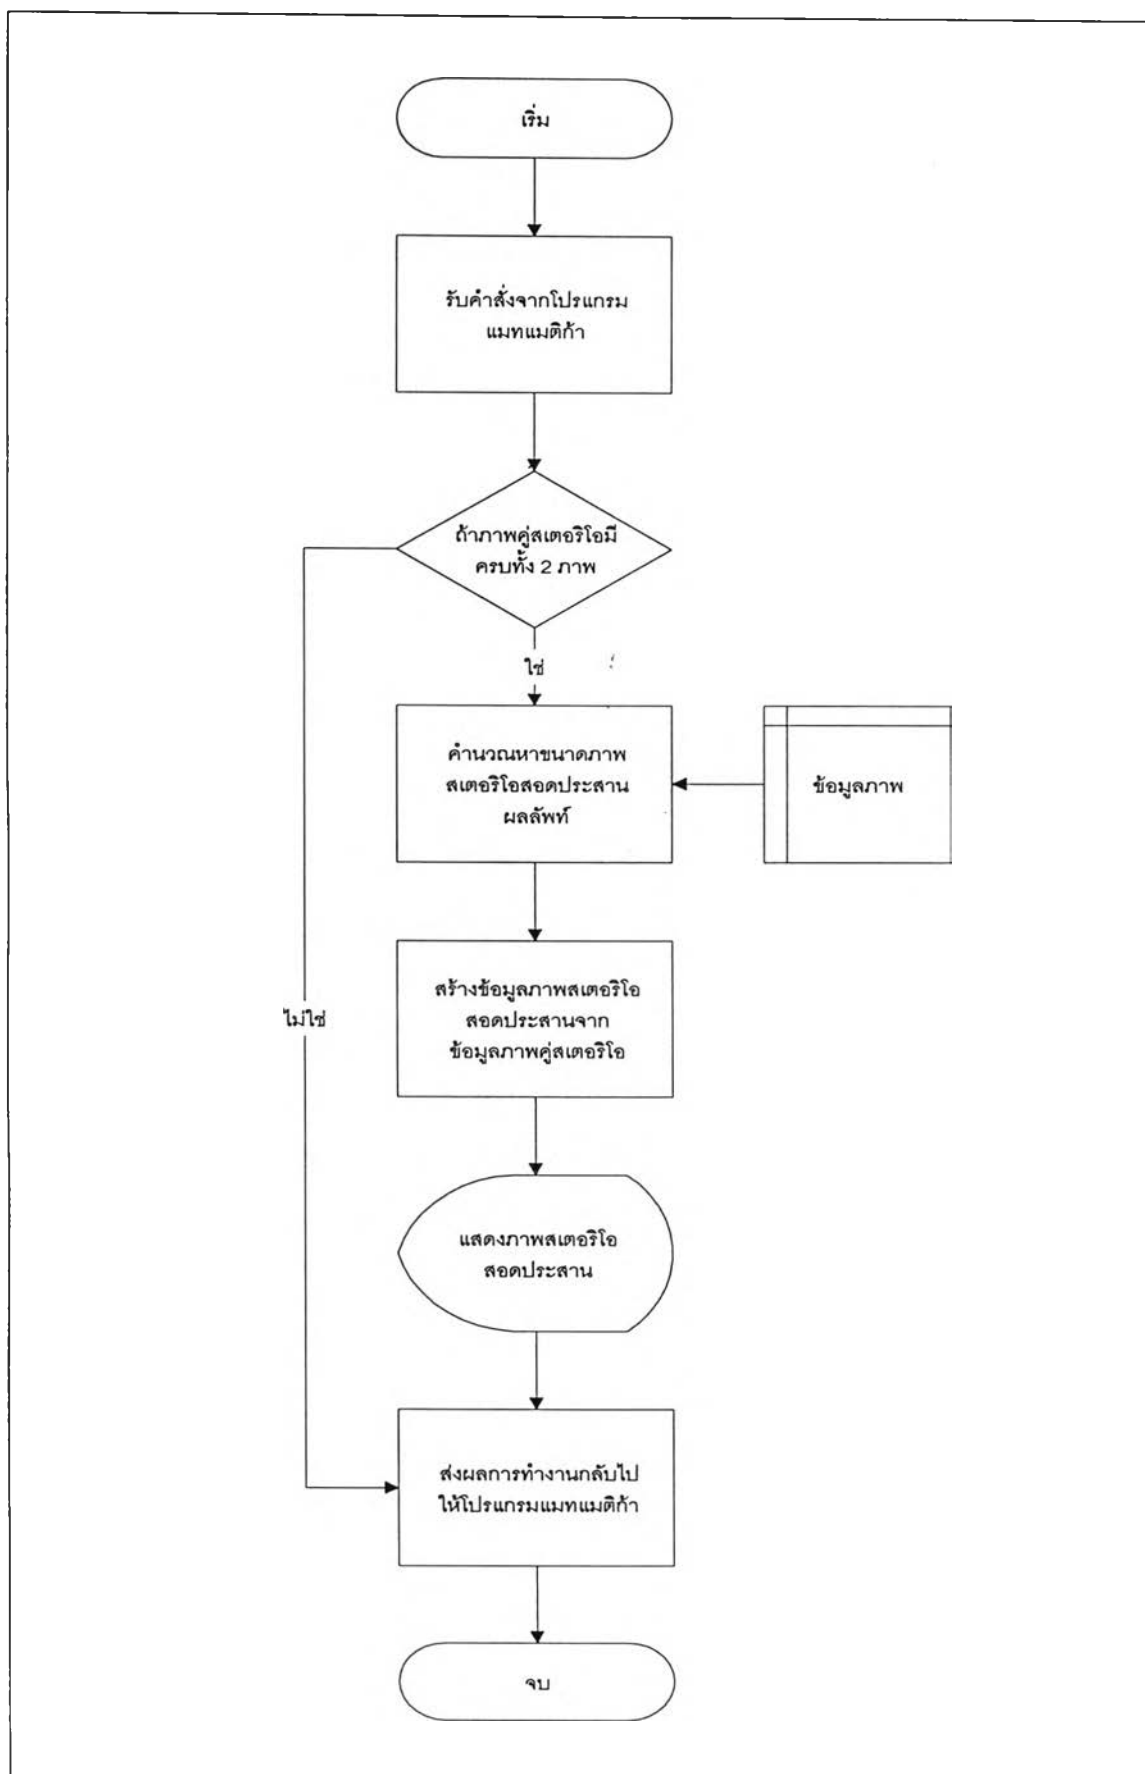 เริ่ม
รับคำสั่งจากโปรแกรม
แมทแมติก้า
ถ้าภาพคู่สเตอริโอมี
ครบทั้ง 2 ภาพ
ใช่
คำนวณหาขนาดภาพ
สเตอริโอสอดประสาน
ผลลัพท์
ข้อมูลภาพ
สร้างข้อมูลภาพสเตอริโอ
สอดประสานจาก
ข้อมูลภาพคู่สเตอริโอ
ไม่ใช่
แสดงภาพสเตอริโอ
สอดประสาน
ส่งผลการทำงานกลับไป
ให้โปรแกรมแมทแมติก้า
จบ